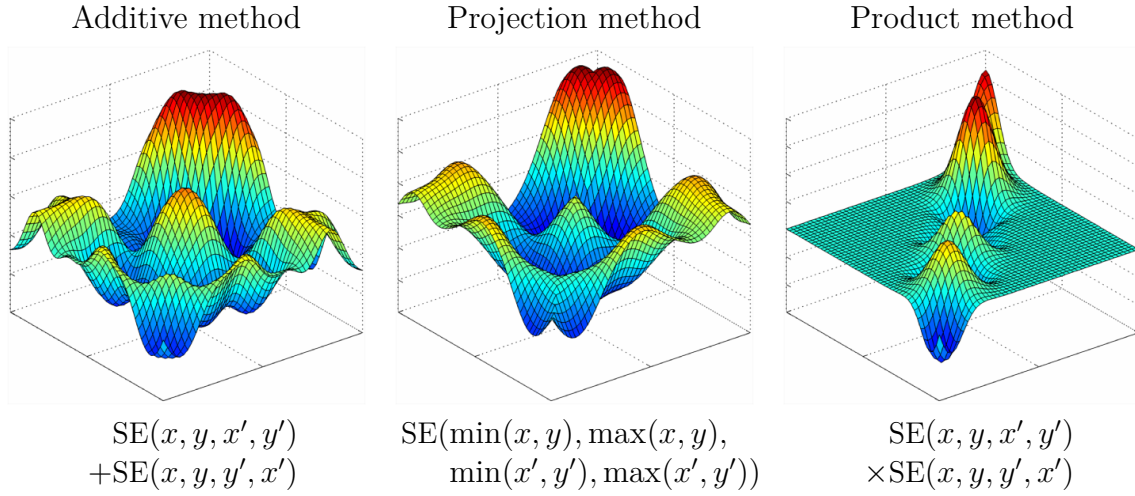 Additive method
Projection method
Product method
SE(x, y, x′, y′)
+SE(x, y, y′, x′)
SE(min(x, y), max(x, y),
min(x′, y′), max(x′, y′))
SE(x, y, x′, y′)
×SE(x, y, y′, x′)